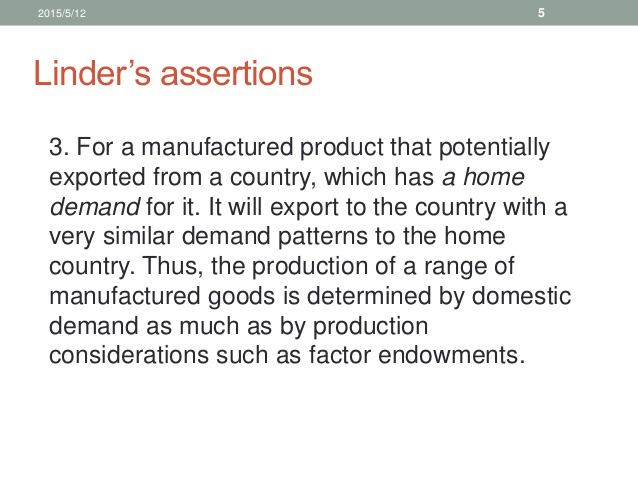 2015/5/12 5
Linder's assertions
3. For a manufactured product that potentially
exported from a country, which has a home
demand for it. It will export to the country with a
very similar demand patterns to the home
country. Thus, the production of a range of
manufactured goods is determined by domestic
demand as much as by production
considerations such as factor endowments.